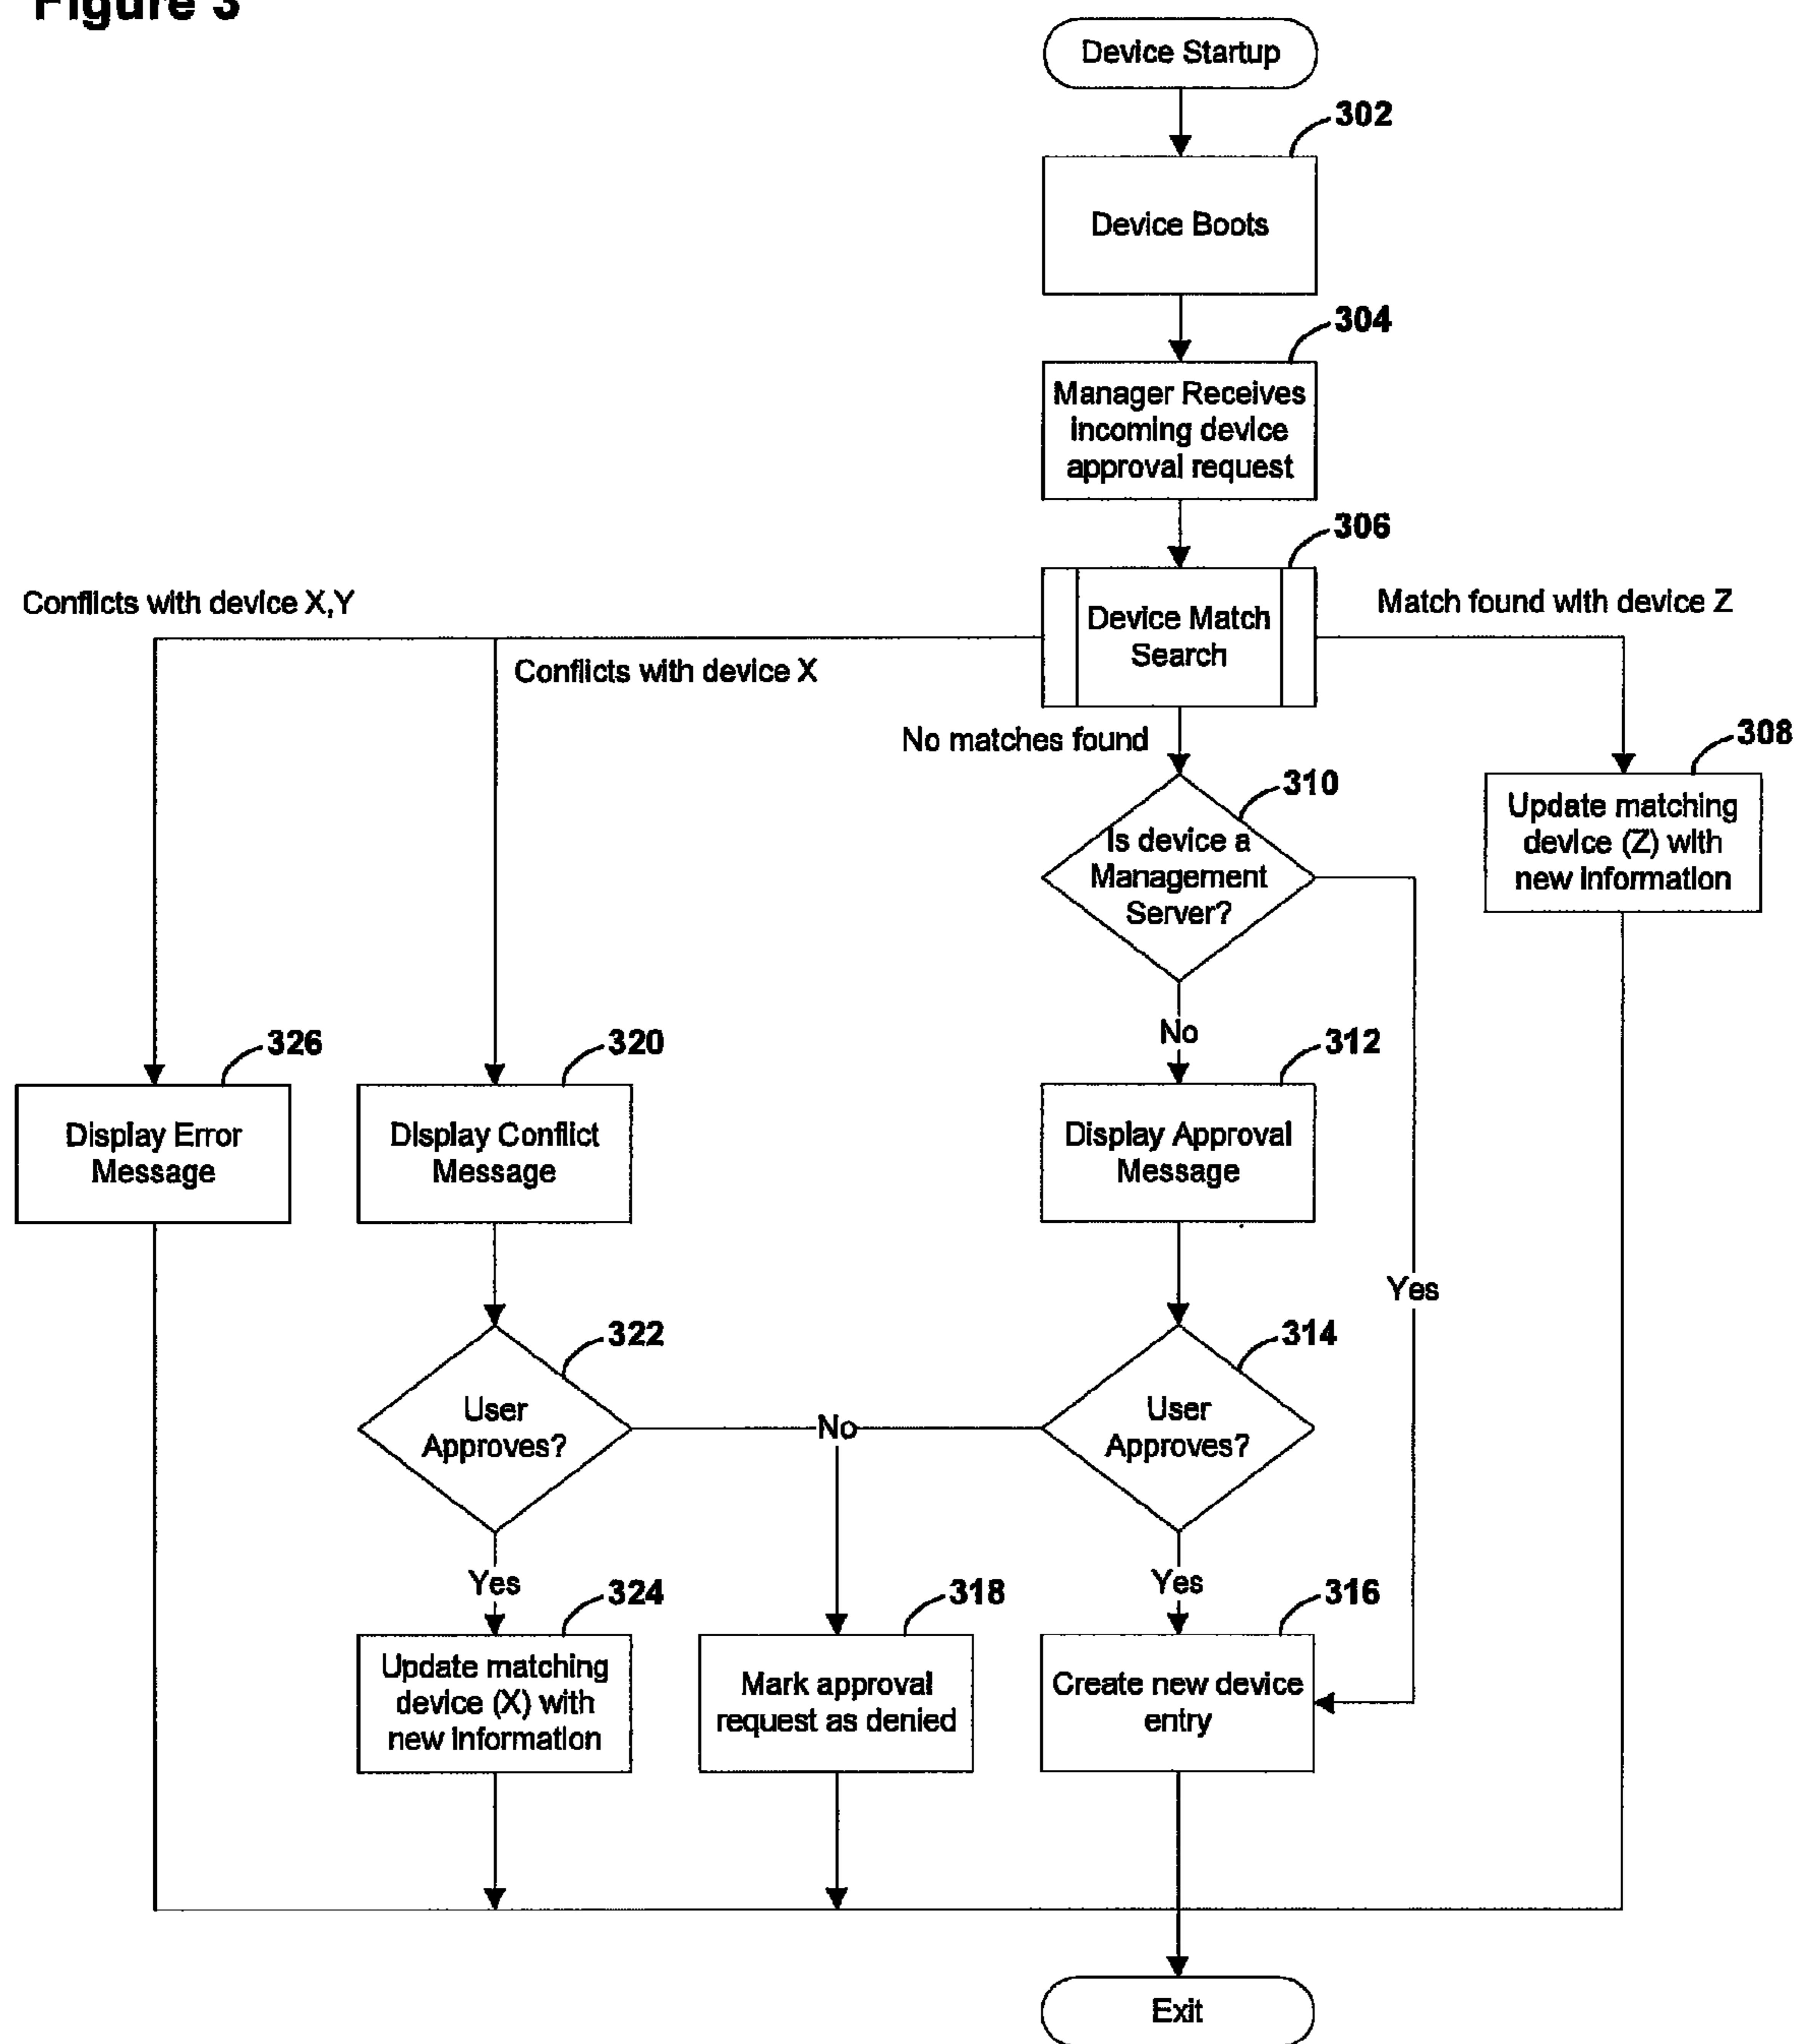 Figure 3
Device Startup
302
Device Boots
304
Manager Receives
incoming device
approval request
306
Device Match
Search
Conflicts with device X,Y
Conflicts with device X
Match found with device Z
No matches found
308
Update matching
device (Z) with
new information
310
Is device a
Management
Server?
No
Yes
326
Display Error
Message
320
Display Conflict
Message
312
Display Approval
Message
322
User
Approves?
No
314
User
Approves?
Yes
Yes
324
Update matching
device (X) with
new information
318
Mark approval
request as denied
316
Create new device
entry
Exit